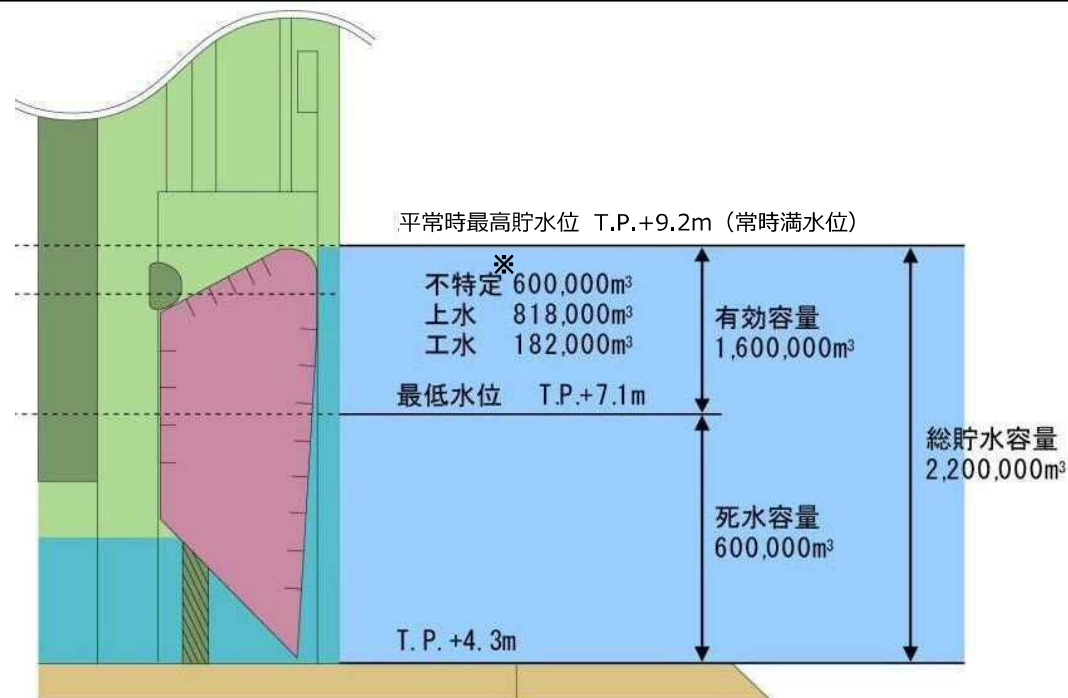 平常時最高貯水位 T.P.+9.2m（常時満水位）
※
不特定 600,000m³
上水 818,000m³
工水 182,000m³
有効容量
1,600,000m³
最低水位 T.P.+7.1m
総貯水容量
2,200,000m³
死水容量
600,000m³
T.P.+4.3m